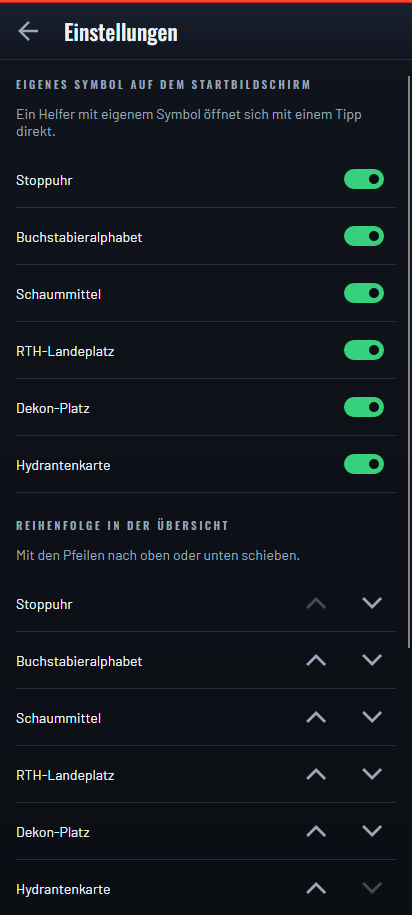 Einstellungen
EIGENES SYMBOL AUF DEM STARTBILDSCHIRM
Ein Helfer mit eigenem Symbol öffnet sich mit einem Tipp
direkt.
Stoppuhr
Buchstabieralphabet
Schaummittel
RTH-Landeplatz
Dekon-Platz
Hydrantenkarte
REIHENFOLGE IN DER ÜBERSICHT
Mit den Pfeilen nach oben oder unten schieben.
Stoppuhr
Buchstabieralphabet
Schaummittel
RTH-Landeplatz
Dekon-Platz
Hydrantenkarte